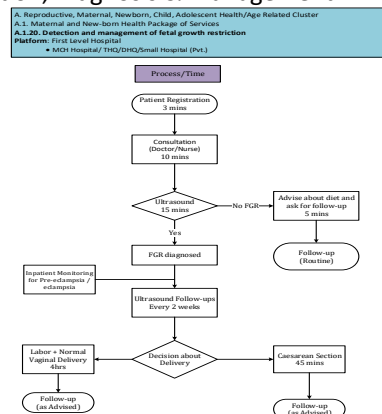 A. Reproductive, Maternal, Newborn, Child, Adolescent Health/Age Related Cluster
A.1. Maternal and New-born Health Package of Services
A.1.20. Detection and management of fetal growth restriction
Platform: First Level Hospital
• MCH Hospital/ THQ/DHQ/Small Hospital (Pvt.)
Process/Time
Patient Registration
3 mins
Consultation
(Doctor/Nurse)
10 mins
Ultrasound
15 mins
No FGR
Advise about diet and
ask for follow-up
5 mins
Yes
Follow-up
(Routine)
FGR diagnosed
Inpatient Monitoring
for Pre-eclampsia /
eclampsia
Ultrasound Follow-ups
Every 2 weeks
Labor + Normal
Vaginal Delivery
4hrs
Decision about
Delivery
Caesarean Section
45 mins
Follow-up
(as Advised)
Follow-up
(as Advised)